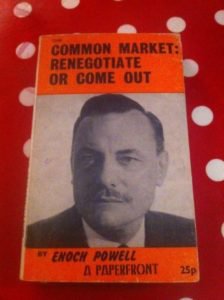 COMMON MARKET:
RENEGOTIATE
OR COME OUT
BY ENOCH POWELL
A PAPERFRONT
25p